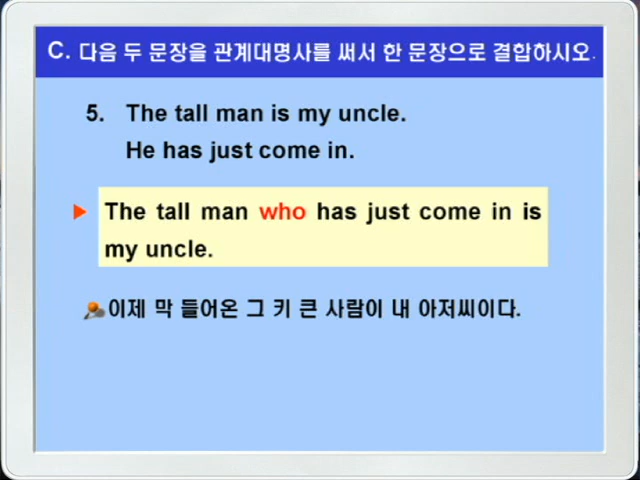 C. 다음 두 문장을 관계대명사를 써서 한 문장으로 결합하시오.
5. The tall man is my uncle.
He has just come in.
The tall man who has just come in is
my uncle.
이제 막 들어온 그 키 큰 사람이 내 아저씨이다.